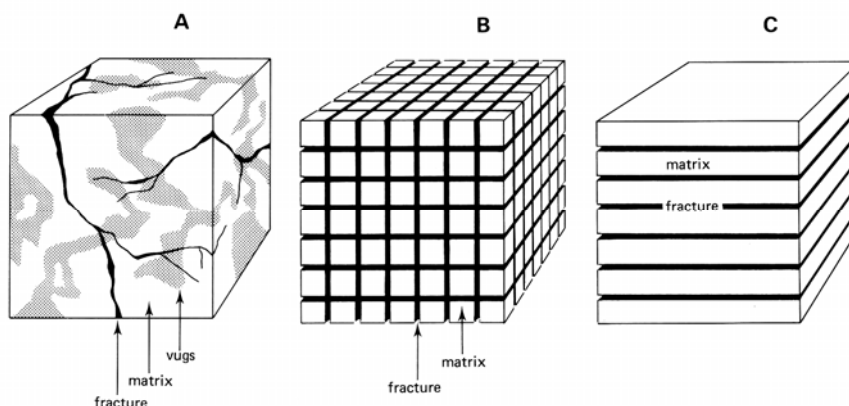 A
B
C
matrix
fracture
vugs
matrix
fracture
matrix
fracture